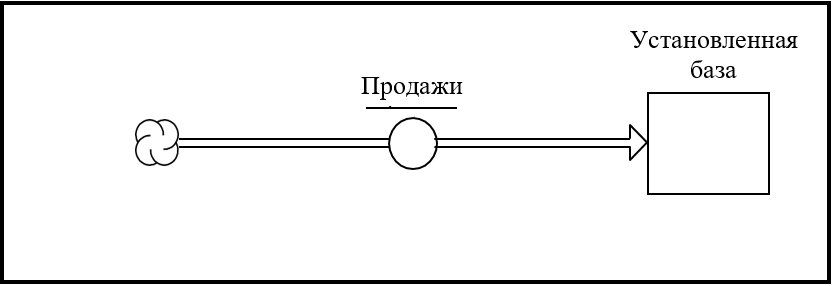 Установленная
база
Продажи